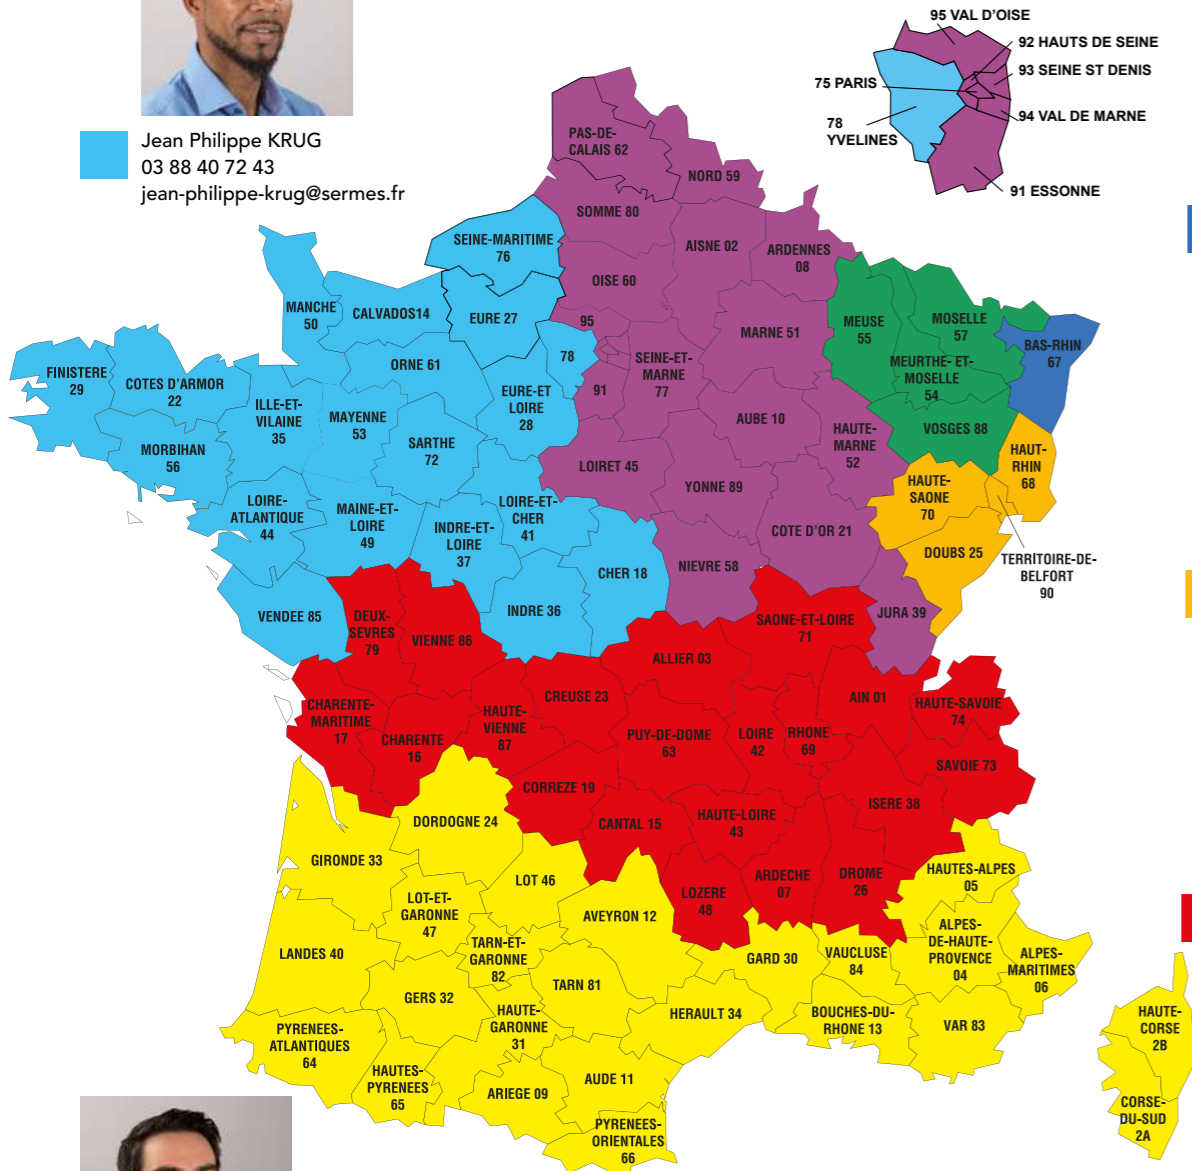 Jean Philippe KRUG
03 88 40 72 43
jean-philippe-krug@sermes.fr
95 VAL D'OISE
92 HAUTS DE SEINE
93 SEINE ST DENIS
75 PARIS
94 VAL DE MARNE
78
YVELINES
91 ESSONNE
PAS-DE-
CALAIS 62
NORD 59
SOMME 80
SEINE-MARITIME
76
AISNE 02
ARDENNES
08
OISE 60
MANCHE
50
CALVADOS14
EURE 27
95
MARNE 51
MEUSE
55
MOSELLE
57
BAS-RHIN
67
FINISTERE
29
COTES D'ARMOR
22
ORNE 61
78
SEINE-ET-
MARNE
77
MEURTHE- ET-
MOSELLE
54
ILLE-ET-
VILAINE
35
MAYENNE
53
EURE-ET
LOIRE
28
91
AUBE 10
HAUTE-
MARNE
52
VOSGES 88
MORBIHAN
56
SARTHE
72
LOIRET 45
HAUT-
RHIN
68
YONNE 89
HAUTE-
SAONE
70
LOIRE-
ATLANTIQUE
44
MAINE-ET-
LOIRE
49
INDRE-ET-
LOIRE
37
LOIRE-ET-
CHER
41
COTE D'OR 21
DOUBS 25
TERRITOIRE-DE-
BELFORT
90
CHER 18
NIEVRE 58
VENDEE 85
DEUX-
SEVRES
79
VIENNE 86
INDRE 36
SAONE-ET-LOIRE
71
JURA 39
ALLIER 03
CHARENTE-
MARITIME
17
CHARENTE
16
HAUTE-
VIENNE
87
CREUSE 23
PUY-DE-DOME
63
LOIRE
42
RHONE
69
AIN 01
HAUTE-SAVOIE
74
SAVOIE 73
CORREZE 19
ISERE 38
DORDOGNE 24
CANTAL 15
HAUTE-LOIRE
43
GIRONDE 33
LOT 46
LOZERE
48
ARDECHE
07
DROME
26
HAUTES-ALPES
05
LOT-ET-
GARONNE
47
AVEYRON 12
LANDES 40
TARN-ET-
GARONNE
82
GARD 30
VAUCLUSE
84
ALPES-
DE-HAUTE-
PROVENCE
04
ALPES-
MARITIMES
06
GERS 32
TARN 81
HAUTE-
GARONNE
31
HERAULT 34
BOUCHES-DU-
RHONE 13
VAR 83
HAUTE-
CORSE
2B
PYRENEES-
ATLANTIQUES
64
HAUTES-
PYRENEES
65
ARIEGE 09
AUDE 11
PYRENEES-
ORIENTALES
66
CORSE-
DU-SUD
2A